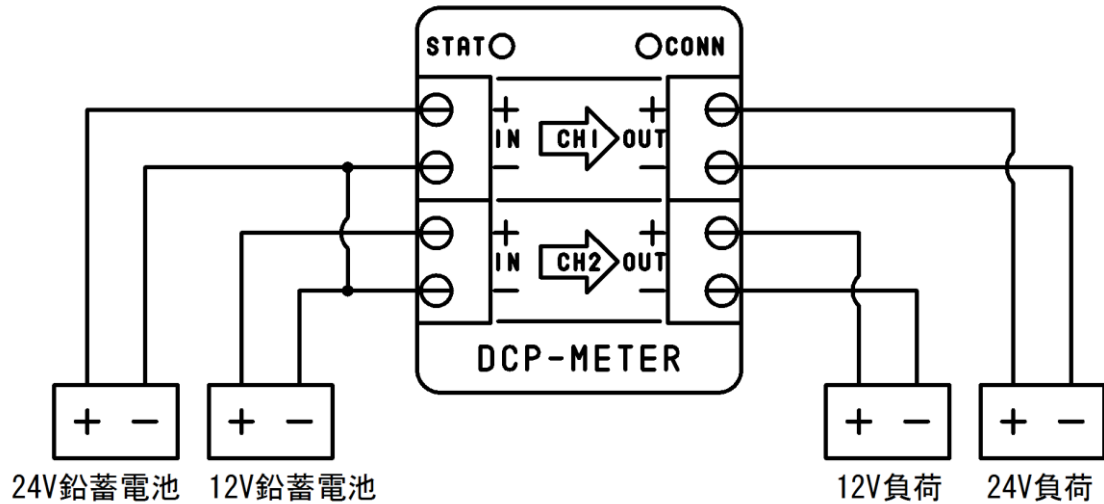 STAT CONN
+ +
IN CH1 OUT
− −
+ +
IN CH2 OUT
− −
DCP-METER
+ − + − + − + −
24V鉛蓄電池 12V鉛蓄電池 12V負荷 24V負荷